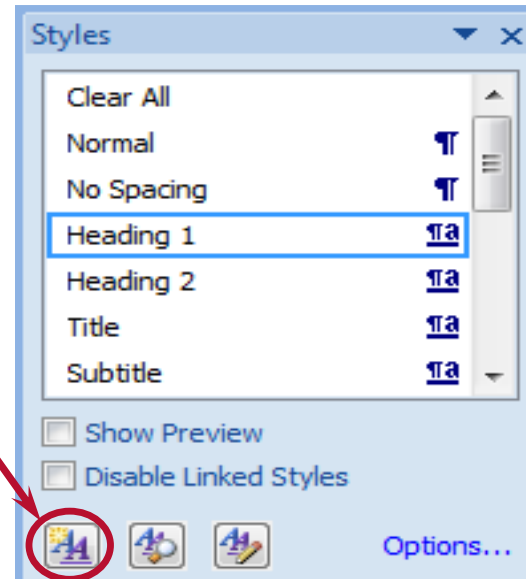 Styles
Clear All
Normal ¶
No Spacing ¶
Heading 1 ¶a
Heading 2 ¶a
Title ¶a
Subtitle ¶a
Show Preview
Disable Linked Styles
Options...